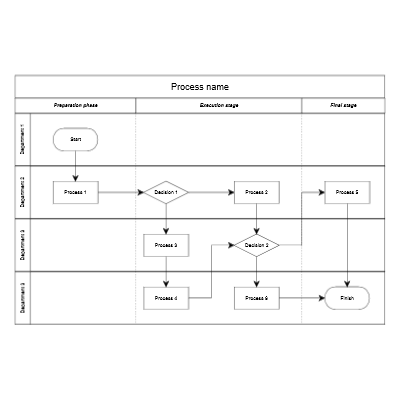 Process name
Preparation phase
Execution stage
Final stage
Department 1
Start
Department 2
Process 1
Decision 1
Process 2
Process 5
Department 3
Process 3
Decision 2
Department 3
Process 4
Process 6
Finish